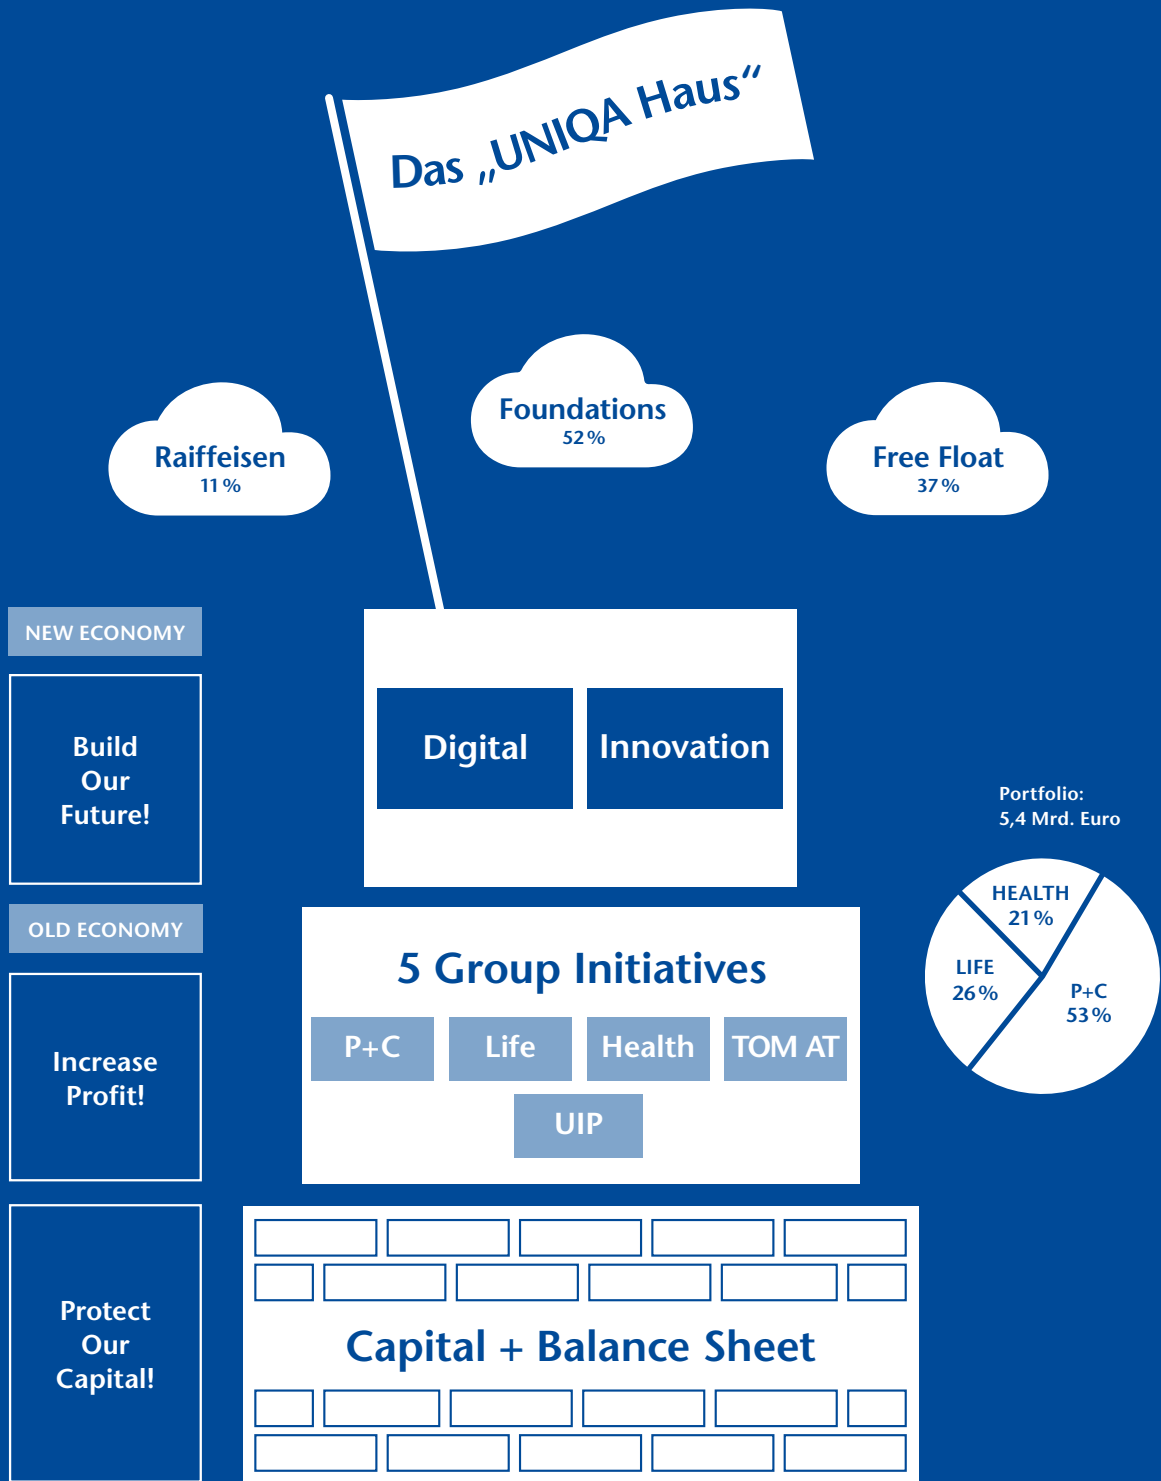 Das „UNIQA Haus“
Foundations
52 %
Raiffeisen
11 %
Free Float
37 %
NEW ECONOMY
Build
Our
Future!
Digital
Innovation
Portfolio:
5,4 Mrd. Euro
HEALTH
21 %
LIFE
26 %
P+C
53 %
OLD ECONOMY
Increase
Profit!
5 Group Initiatives
P+C
Life
Health
TOM AT
UIP
Protect
Our
Capital!
Capital + Balance Sheet